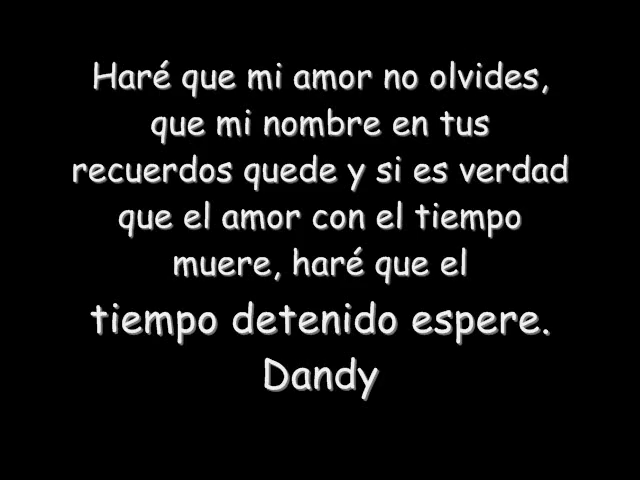 Haré que mi amor no olvides,
que mi nombre en tus
recuerdos quede y si es verdad
que el amor con el tiempo
muere, haré que el
tiempo detenido espere.
Dandy